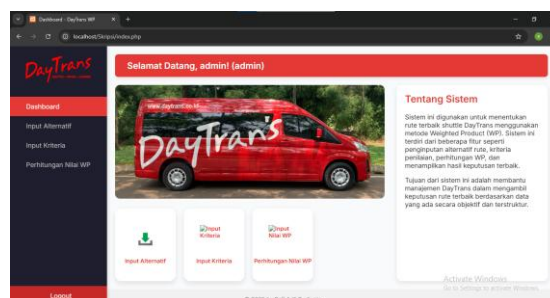 Dashboard - DayTrans WP
localhost/Skripsi/index.php
DayTrans
Selamat Datang, admin! (admin)
Dashboard
Input Alternatif
Input Kriteria
Perhitungan Nilai WP
Logout
www.daytrans.co.id
DayTrans
Input Alternatif
Input
Kriteria
Input Kriteria
Input
Nilai WP
Perhitungan Nilai WP
Tentang Sistem
Sistem ini digunakan untuk menentukan
rute terbaik shuttle DayTrans menggunakan
metode Weighted Product (WP). Sistem ini
terdiri dari beberapa fitur seperti
penginputan alternatif rute, kriteria
penilaian, perhitungan WP, dan
menampilkan hasil keputusan terbaik.
Tujuan dari sistem ini adalah membantu
manajemen DayTrans dalam mengambil
keputusan rute terbaik berdasarkan data
yang ada secara objektif dan terstruktur.
Activate Windows
Go to Settings to activate Windows.